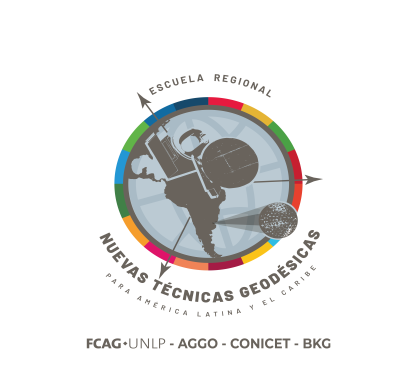 ESCUELA REGIONAL
NUEVAS TÉCNICAS GEODÉSICAS
PARA AMÉRICA LATINA Y EL CARIBE
FCAG•UNLP - AGGO - CONICET - BKG